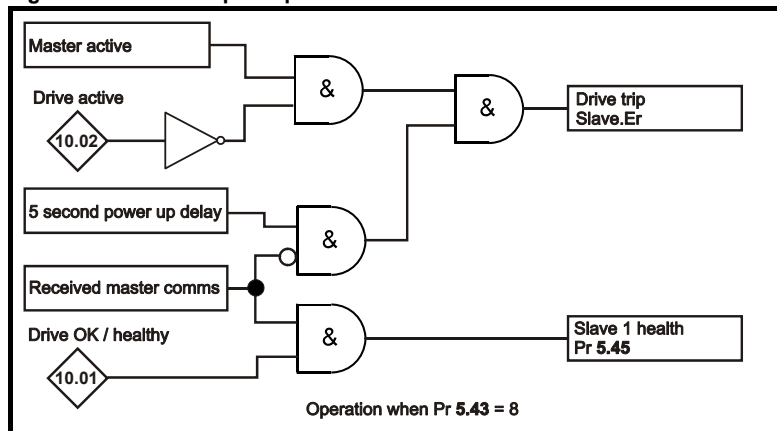 Master active
Drive active
10.02
&
&
Drive trip
Slave.Er
5 second power up delay
&
Received master comms
Drive OK / healthy
10.01
&
Slave 1 health
Pr 5.45
Operation when Pr 5.43 = 8